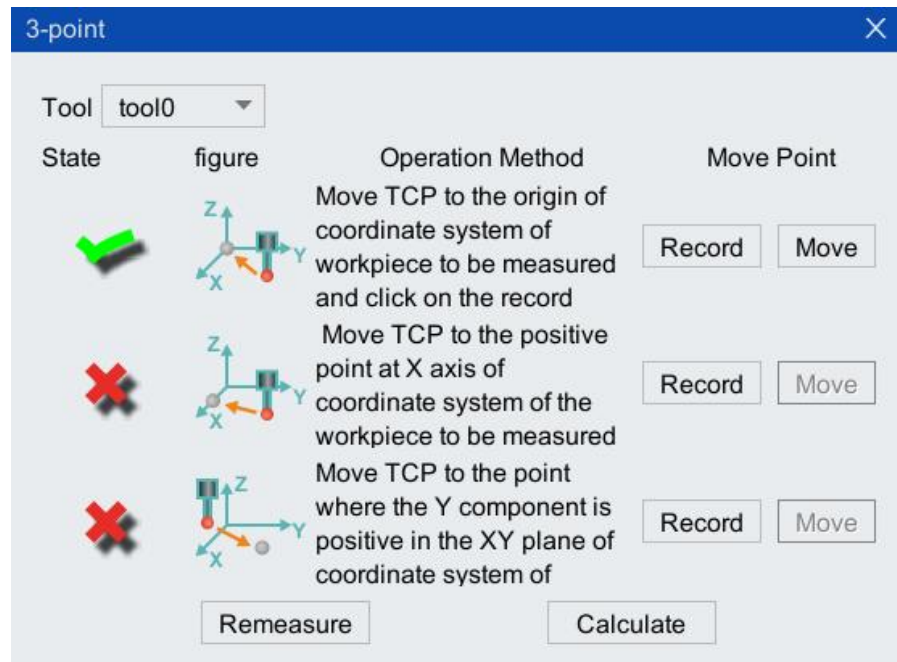 3-point
Tool tool0
State figure Operation Method Move Point
Z
Y
X
Move TCP to the origin of
coordinate system of
workpiece to be measured
and click on the record
Record Move
Z
Y
X
Move TCP to the positive
point at X axis of
coordinate system of the
workpiece to be measured
Record Move
Z
Y
X
Move TCP to the point
where the Y component is
positive in the XY plane of
coordinate system of
Record Move
Remeasure Calculate